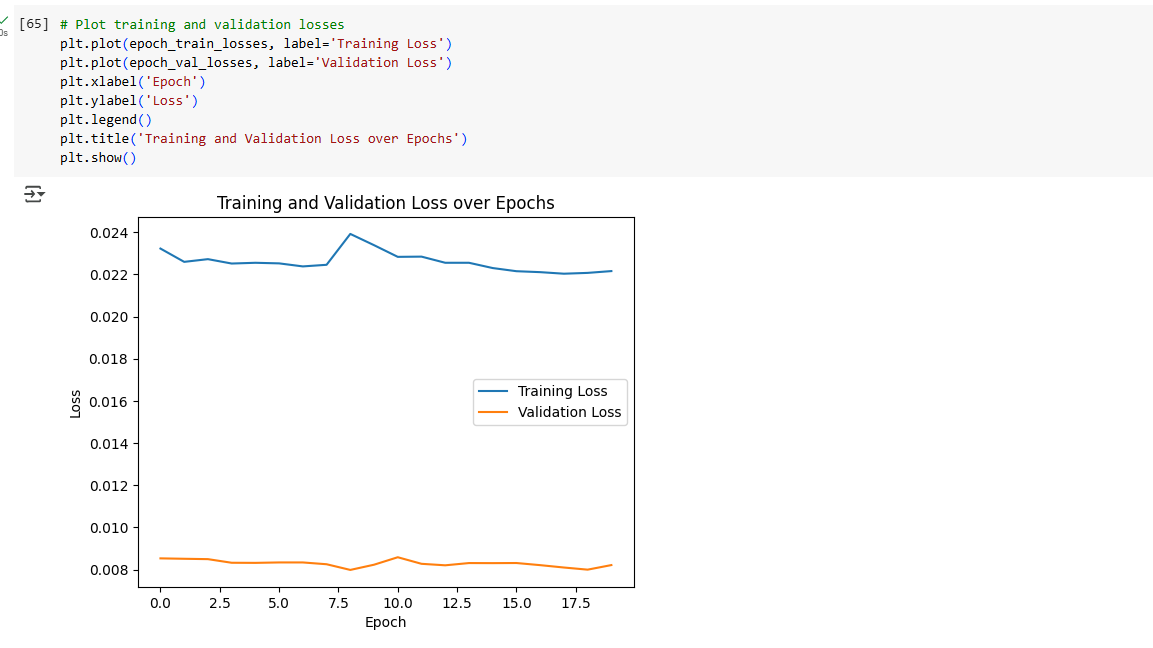 [65] # Plot training and validation losses
plt.plot(epoch_train_losses, label='Training Loss')
0s
plt.plot(epoch_val_losses, label='Validation Loss')
plt.xlabel('Epoch')
plt.ylabel('Loss')
plt.legend()
plt.title('Training and Validation Loss over Epochs')
plt.show()
Training and Validation Loss over Epochs
0.024
0.022
0.020
0.018
0.016
0.014
0.012
0.010
0.008
Loss
Training Loss
Validation Loss
0.0 2.5 5.0 7.5 10.0 12.5 15.0 17.5
Epoch